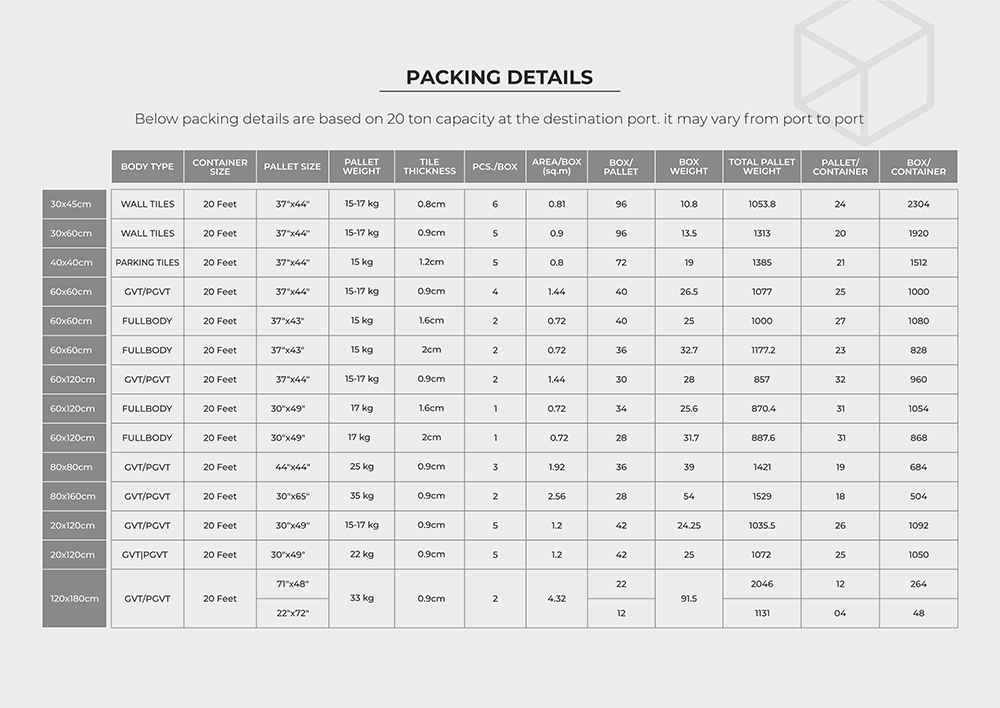 PACKING DETAILS
Below packing details are based on 20 ton capacity at the destination port. it may vary from port to port
BODY TYPE CONTAINER SIZE PALLET SIZE PALLET WEIGHT TILE THICKNESS PCS./BOX AREA/BOX (sq.m) BOX/ PALLET BOX WEIGHT TOTAL PALLET WEIGHT PALLET/ CONTAINER BOX/ CONTAINER
30x45cm WALL TILES 20 Feet 37"x44" 15-17 kg 0.8cm 6 0.81 96 10.8 1053.8 24 2304
30x60cm WALL TILES 20 Feet 37"x44" 15-17 kg 0.9cm 5 0.9 96 13.5 1313 20 1920
40x40cm PARKING TILES 20 Feet 37"x44" 15 kg 1.2cm 5 0.8 72 19 1385 21 1512
60x60cm GVT/PGVT 20 Feet 37"x44" 15-17 kg 0.9cm 4 1.44 40 26.5 1077 25 1000
60x60cm FULLBODY 20 Feet 37"x43" 15 kg 1.6cm 2 0.72 40 25 1000 27 1080
60x60cm FULLBODY 20 Feet 37"x43" 15 kg 2cm 2 0.72 36 32.7 1177.2 23 828
60x120cm GVT/PGVT 20 Feet 37"x44" 15-17 kg 0.9cm 2 1.44 30 28 857 32 960
60x120cm FULLBODY 20 Feet 30"x49" 17 kg 1.6cm 1 0.72 34 25.6 870.4 31 1054
60x120cm FULLBODY 20 Feet 30"x49" 17 kg 2cm 1 0.72 28 31.7 887.6 31 868
80x80cm GVT/PGVT 20 Feet 44"x44" 25 kg 0.9cm 3 1.92 36 39 1421 19 684
80x160cm GVT/PGVT 20 Feet 30"x65" 35 kg 0.9cm 2 2.56 28 54 1529 18 504
20x120cm GVT/PGVT 20 Feet 30"x49" 15-17 kg 0.9cm 5 1.2 42 24.25 1035.5 26 1092
20x120cm GVT|PGVT 20 Feet 30"x49" 22 kg 0.9cm 5 1.2 42 25 1072 25 1050
120x180cm GVT/PGVT 20 Feet 71"x48" 33 kg 0.9cm 2 4.32 22 91.5 2046 12 264
22"x72" 12 1131 04 48